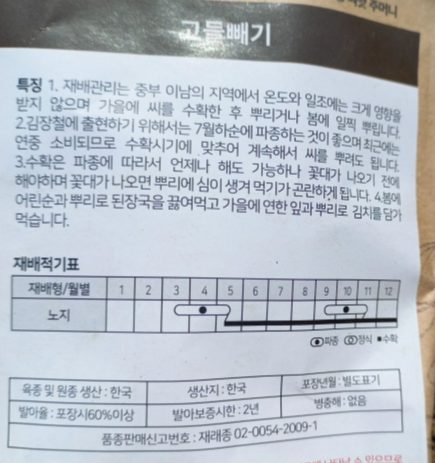 주머니
고들빼기
특징 1. 재배관리는 중부 이남의 지역에서 온도와 일조에는 크게 영향을
받지 않으며 가을에 씨를 수확한 후 뿌리거나 봄에 일찍 뿌립니다.
2.김장철에 출현하기 위해서는 7월하순에 파종하는 것이 좋으며 최근에는
연중 소비되므로 수확시기에 맞추어 계속해서 씨를 뿌려도 됩니다.
3.수확은 파종에 따라서 언제나 해도 가능하나 꽃대가 나오기 전에
해야하며 꽃대가 나오면 뿌리에 심이 생겨 먹기가 곤란하게 됩니다. 4.봄에
어린순과 뿌리로 된장국을 끓여먹고 가을에 연한 잎과 뿌리로 김치를 담가
먹습니다.
재배적기표
재배형/월별 1 2 3 4 5 6 7 8 9 10 11 12
노지
파종 정식 수확
육종 및 원종 생산 : 한국 생산지 : 한국 포장년월 : 별도표기
발아율 : 포장시60%이상 발아보증시한 : 2년 병충해 : 없음
품종판매신고번호 : 재래종 02-0054-2009-1